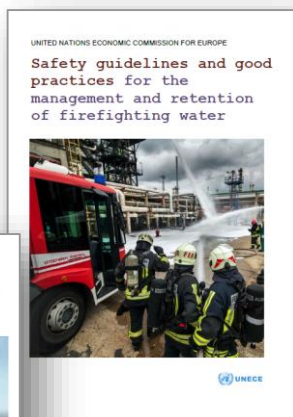 UNITED NATIONS ECONOMIC COMMISSION FOR EUROPE
Safety guidelines and good
practices for the
management and retention
of firefighting water
UNECE